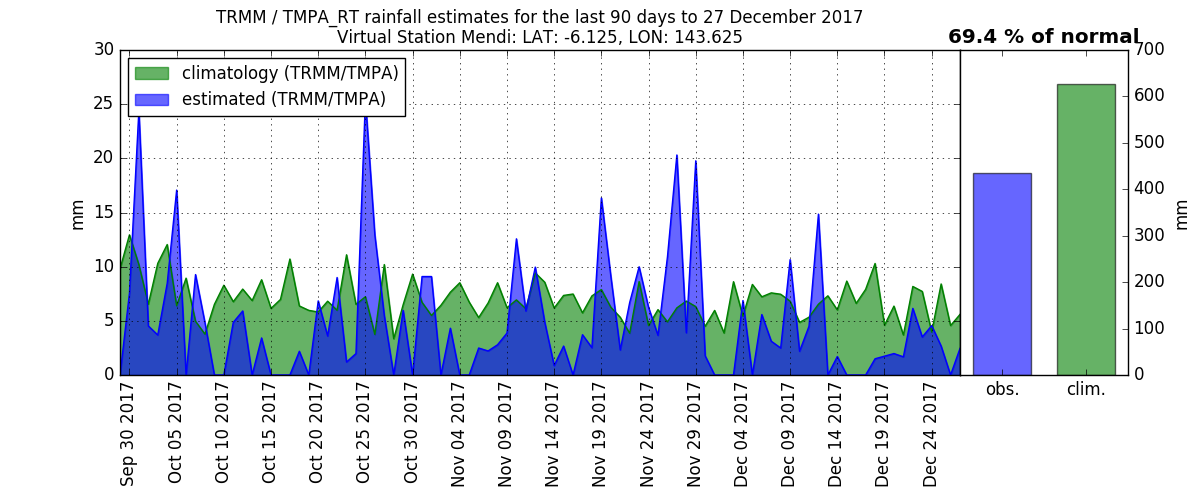 TRMM / TMPA_RT rainfall estimates for the last 90 days to 27 December 2017
Virtual Station Mendi: LAT: -6.125, LON: 143.625
69.4 % of normal
climatology (TRMM/TMPA)
estimated (TRMM/TMPA)
30
25
20
15
10
5
0
mm
Sep 30 2017
Oct 05 2017
Oct 10 2017
Oct 15 2017
Oct 20 2017
Oct 25 2017
Oct 30 2017
Nov 04 2017
Nov 09 2017
Nov 14 2017
Nov 19 2017
Nov 24 2017
Nov 29 2017
Dec 04 2017
Dec 09 2017
Dec 14 2017
Dec 19 2017
Dec 24 2017
obs.
clim.
700
600
500
400
300
200
100
0
mm